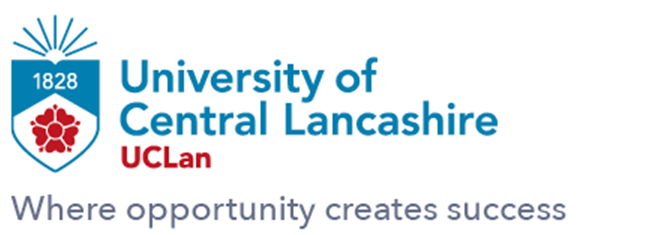 1828
University of
Central Lancashire
UCLan
Where opportunity creates success